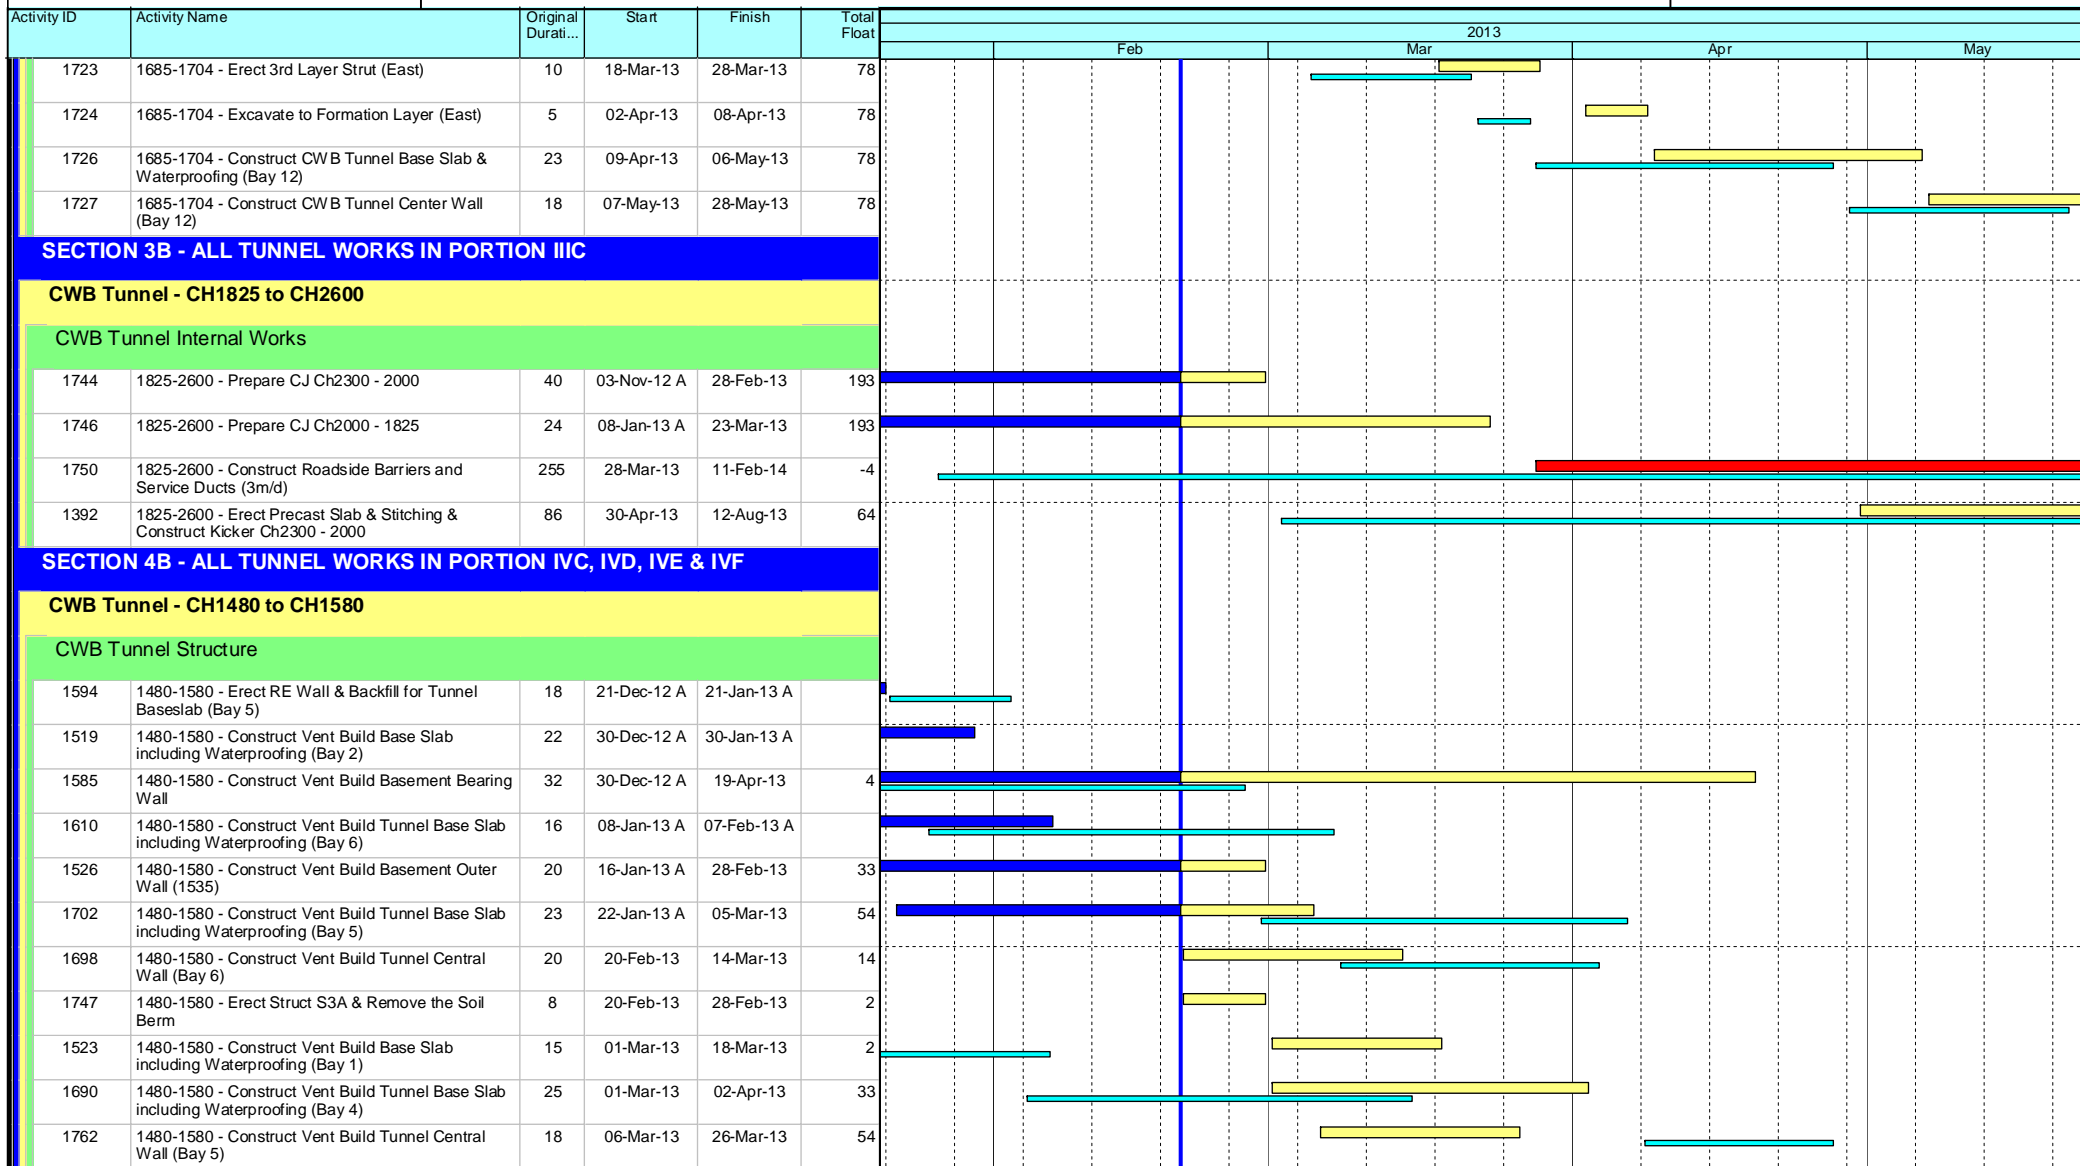 Activity ID Activity Name Original Durati... Start Finish Total Float
2013
Feb Mar Apr May
1723 1685-1704 - Erect 3rd Layer Strut (East) 10 18-Mar-13 28-Mar-13 78
1724 1685-1704 - Excavate to Formation Layer (East) 5 02-Apr-13 08-Apr-13 78
1726 1685-1704 - Construct CWB Tunnel Base Slab & 23 09-Apr-13 06-May-13 78
Waterproofing (Bay 12)
1727 1685-1704 - Construct CWB Tunnel Center Wall 18 07-May-13 28-May-13 78
(Bay 12)
SECTION 3B - ALL TUNNEL WORKS IN PORTION IIIC
CWB Tunnel - CH1825 to CH2600
CWB Tunnel Internal Works
1744 1825-2600 - Prepare CJ Ch2300 - 2000 40 03-Nov-12 A 28-Feb-13 193
1746 1825-2600 - Prepare CJ Ch2000 - 1825 24 08-Jan-13 A 23-Mar-13 193
1750 1825-2600 - Construct Roadside Barriers and 255 28-Mar-13 11-Feb-14 -4
Service Ducts (3m/d)
1392 1825-2600 - Erect Precast Slab & Stitching & 86 30-Apr-13 12-Aug-13 64
Construct Kicker Ch2300 - 2000
SECTION 4B - ALL TUNNEL WORKS IN PORTION IVC, IVD, IVE & IVF
CWB Tunnel - CH1480 to CH1580
CWB Tunnel Structure
1594 1480-1580 - Erect RE Wall & Backfill for Tunnel 18 21-Dec-12 A 21-Jan-13 A
Baseslab (Bay 5)
1519 1480-1580 - Construct Vent Build Base Slab 22 30-Dec-12 A 30-Jan-13 A
including Waterproofing (Bay 2)
1585 1480-1580 - Construct Vent Build Basement Bearing 32 30-Dec-12 A 19-Apr-13 4
Wall
1610 1480-1580 - Construct Vent Build Tunnel Base Slab 16 08-Jan-13 A 07-Feb-13 A
including Waterproofing (Bay 6)
1526 1480-1580 - Construct Vent Build Basement Outer 20 16-Jan-13 A 28-Feb-13 33
Wall (1535)
1702 1480-1580 - Construct Vent Build Tunnel Base Slab 23 22-Jan-13 A 05-Mar-13 54
including Waterproofing (Bay 5)
1698 1480-1580 - Construct Vent Build Tunnel Central 20 20-Feb-13 14-Mar-13 14
Wall (Bay 6)
1747 1480-1580 - Erect Struct S3A & Remove the Soil 8 20-Feb-13 28-Feb-13 2
Berm
1523 1480-1580 - Construct Vent Build Base Slab 15 01-Mar-13 18-Mar-13 2
including Waterproofing (Bay 1)
1690 1480-1580 - Construct Vent Build Tunnel Base Slab 25 01-Mar-13 02-Apr-13 33
including Waterproofing (Bay 4)
1762 1480-1580 - Construct Vent Build Tunnel Central 18 06-Mar-13 26-Mar-13 54
Wall (Bay 5)